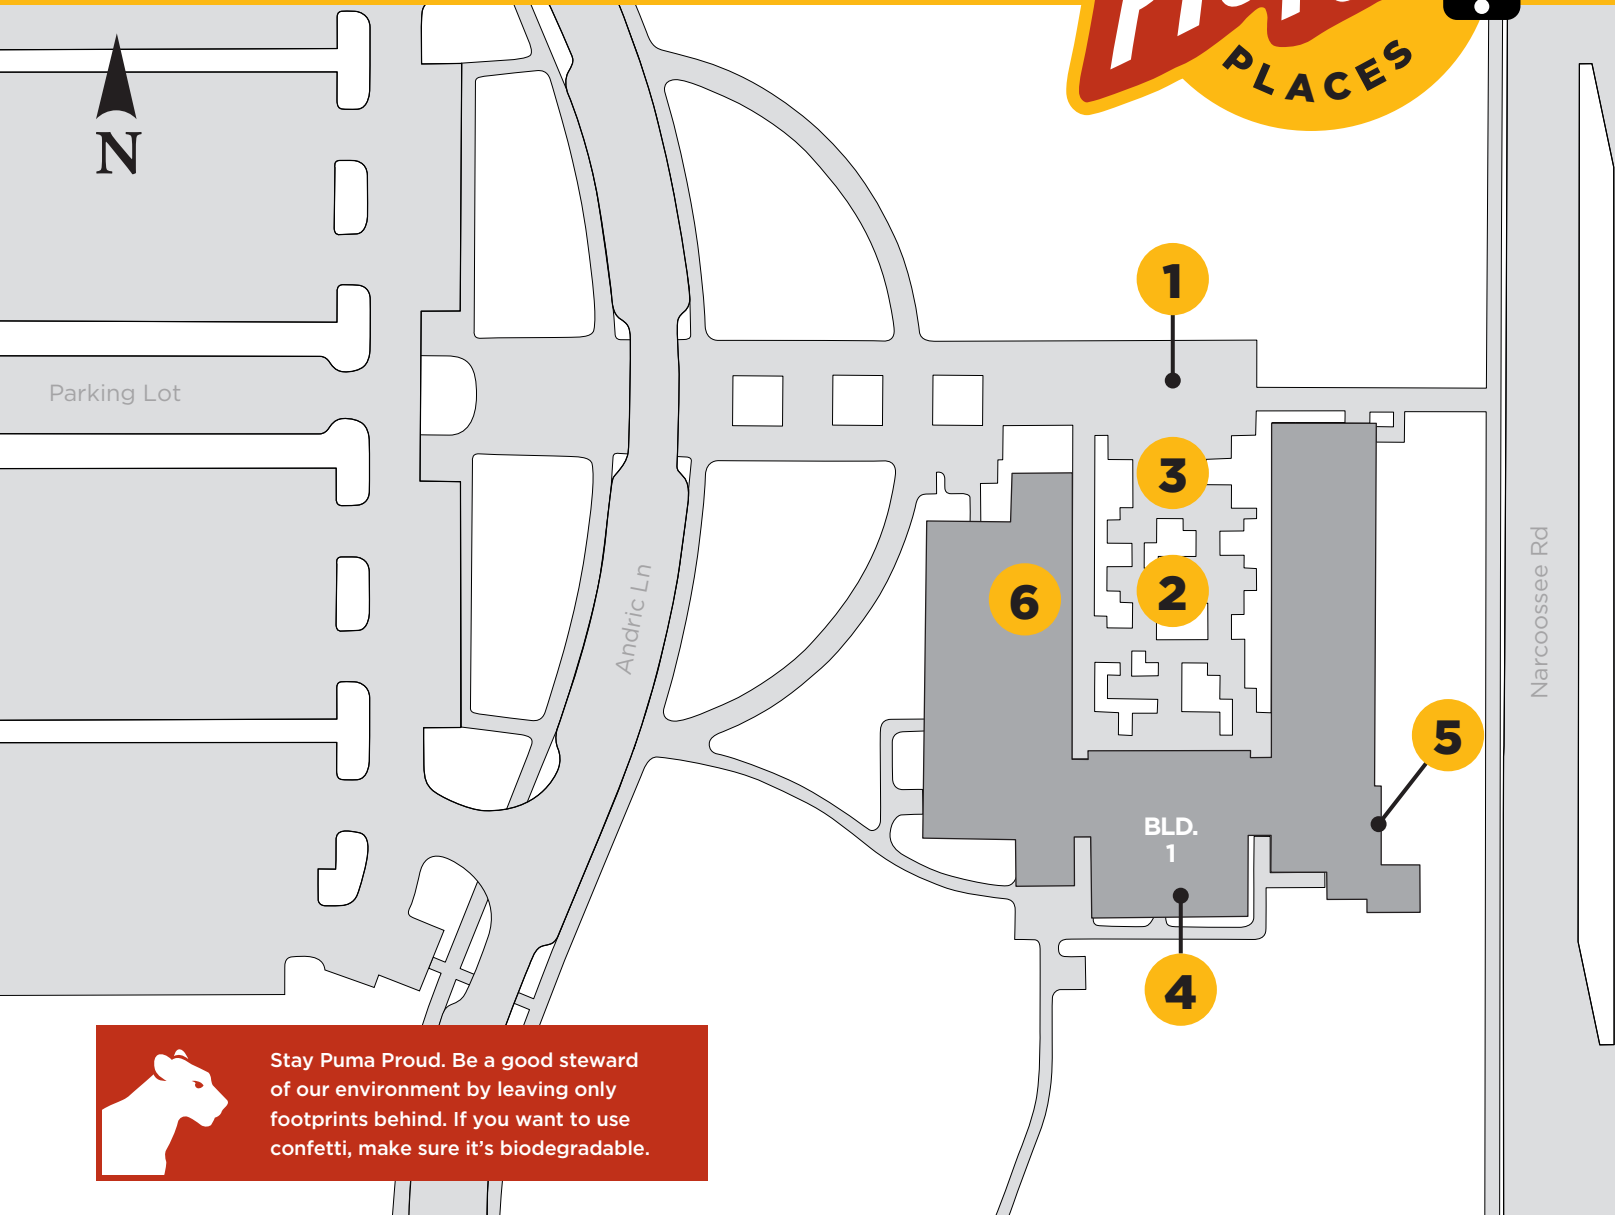 PLACES
N
1
3
Parking Lot
2
6
Andric Ln
Narcoossee Rd
5
BLD.
1
4
Stay Puma Proud. Be a good steward
of our environment by leaving only
footprints behind. If you want to use
confetti, make sure it's biodegradable.